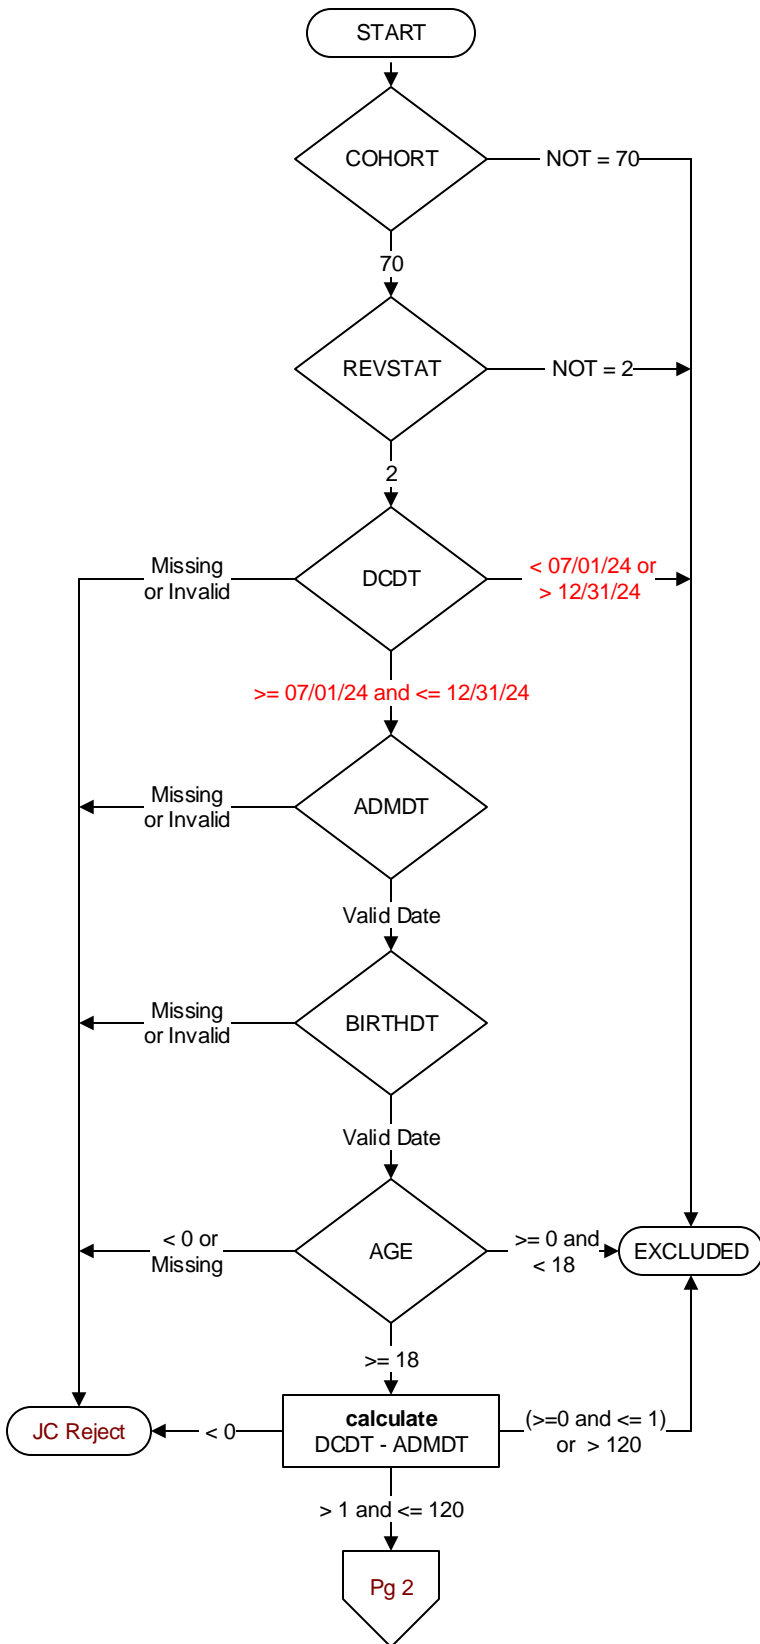 START
COHORT
NOT = 70
70
REVSTAT
NOT = 2
2
Missing
or Invalid
DCDT
< 07/01/24 or
> 12/31/24
>= 07/01/24 and <= 12/31/24
Missing
or Invalid
ADMDT
Valid Date
Missing
or Invalid
BIRTHDT
Valid Date
< 0 or
Missing
AGE
>= 0 and
< 18
EXCLUDED
>= 18
JC Reject
< 0
calculate
DCDT - ADMDT
(>=0 and <= 1)
or > 120
> 1 and <= 120
Pg 2